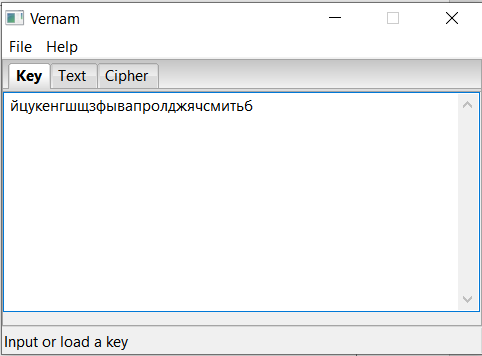 Vernam
File Help
Key Text Cipher
йцукенгшщзфывапролджячсмитьб
Input or load a key